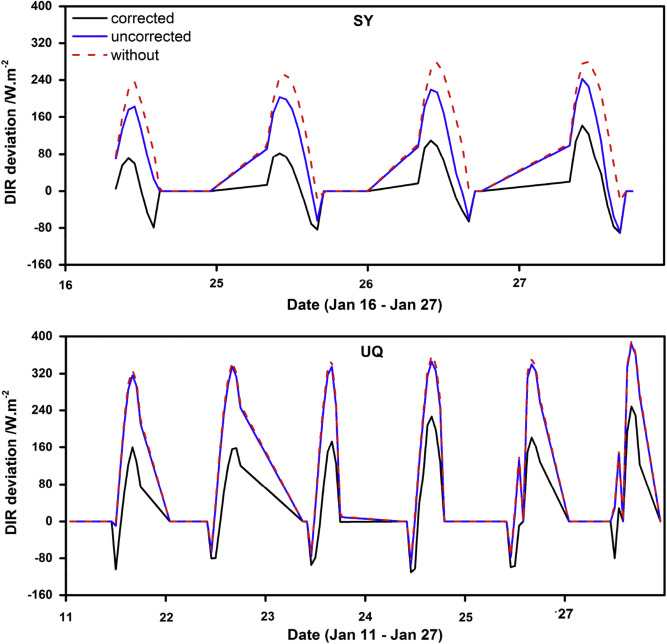 SY
corrected
uncorrected
without
DIR deviation /W.m-2
400
320
240
160
80
0
-80
-160
16
25
26
27
Date (Jan 16 - Jan 27)
UQ
DIR deviation /W.m-2
400
320
240
160
80
0
-80
-160
11
22
23
24
25
27
Date (Jan 11 - Jan 27)